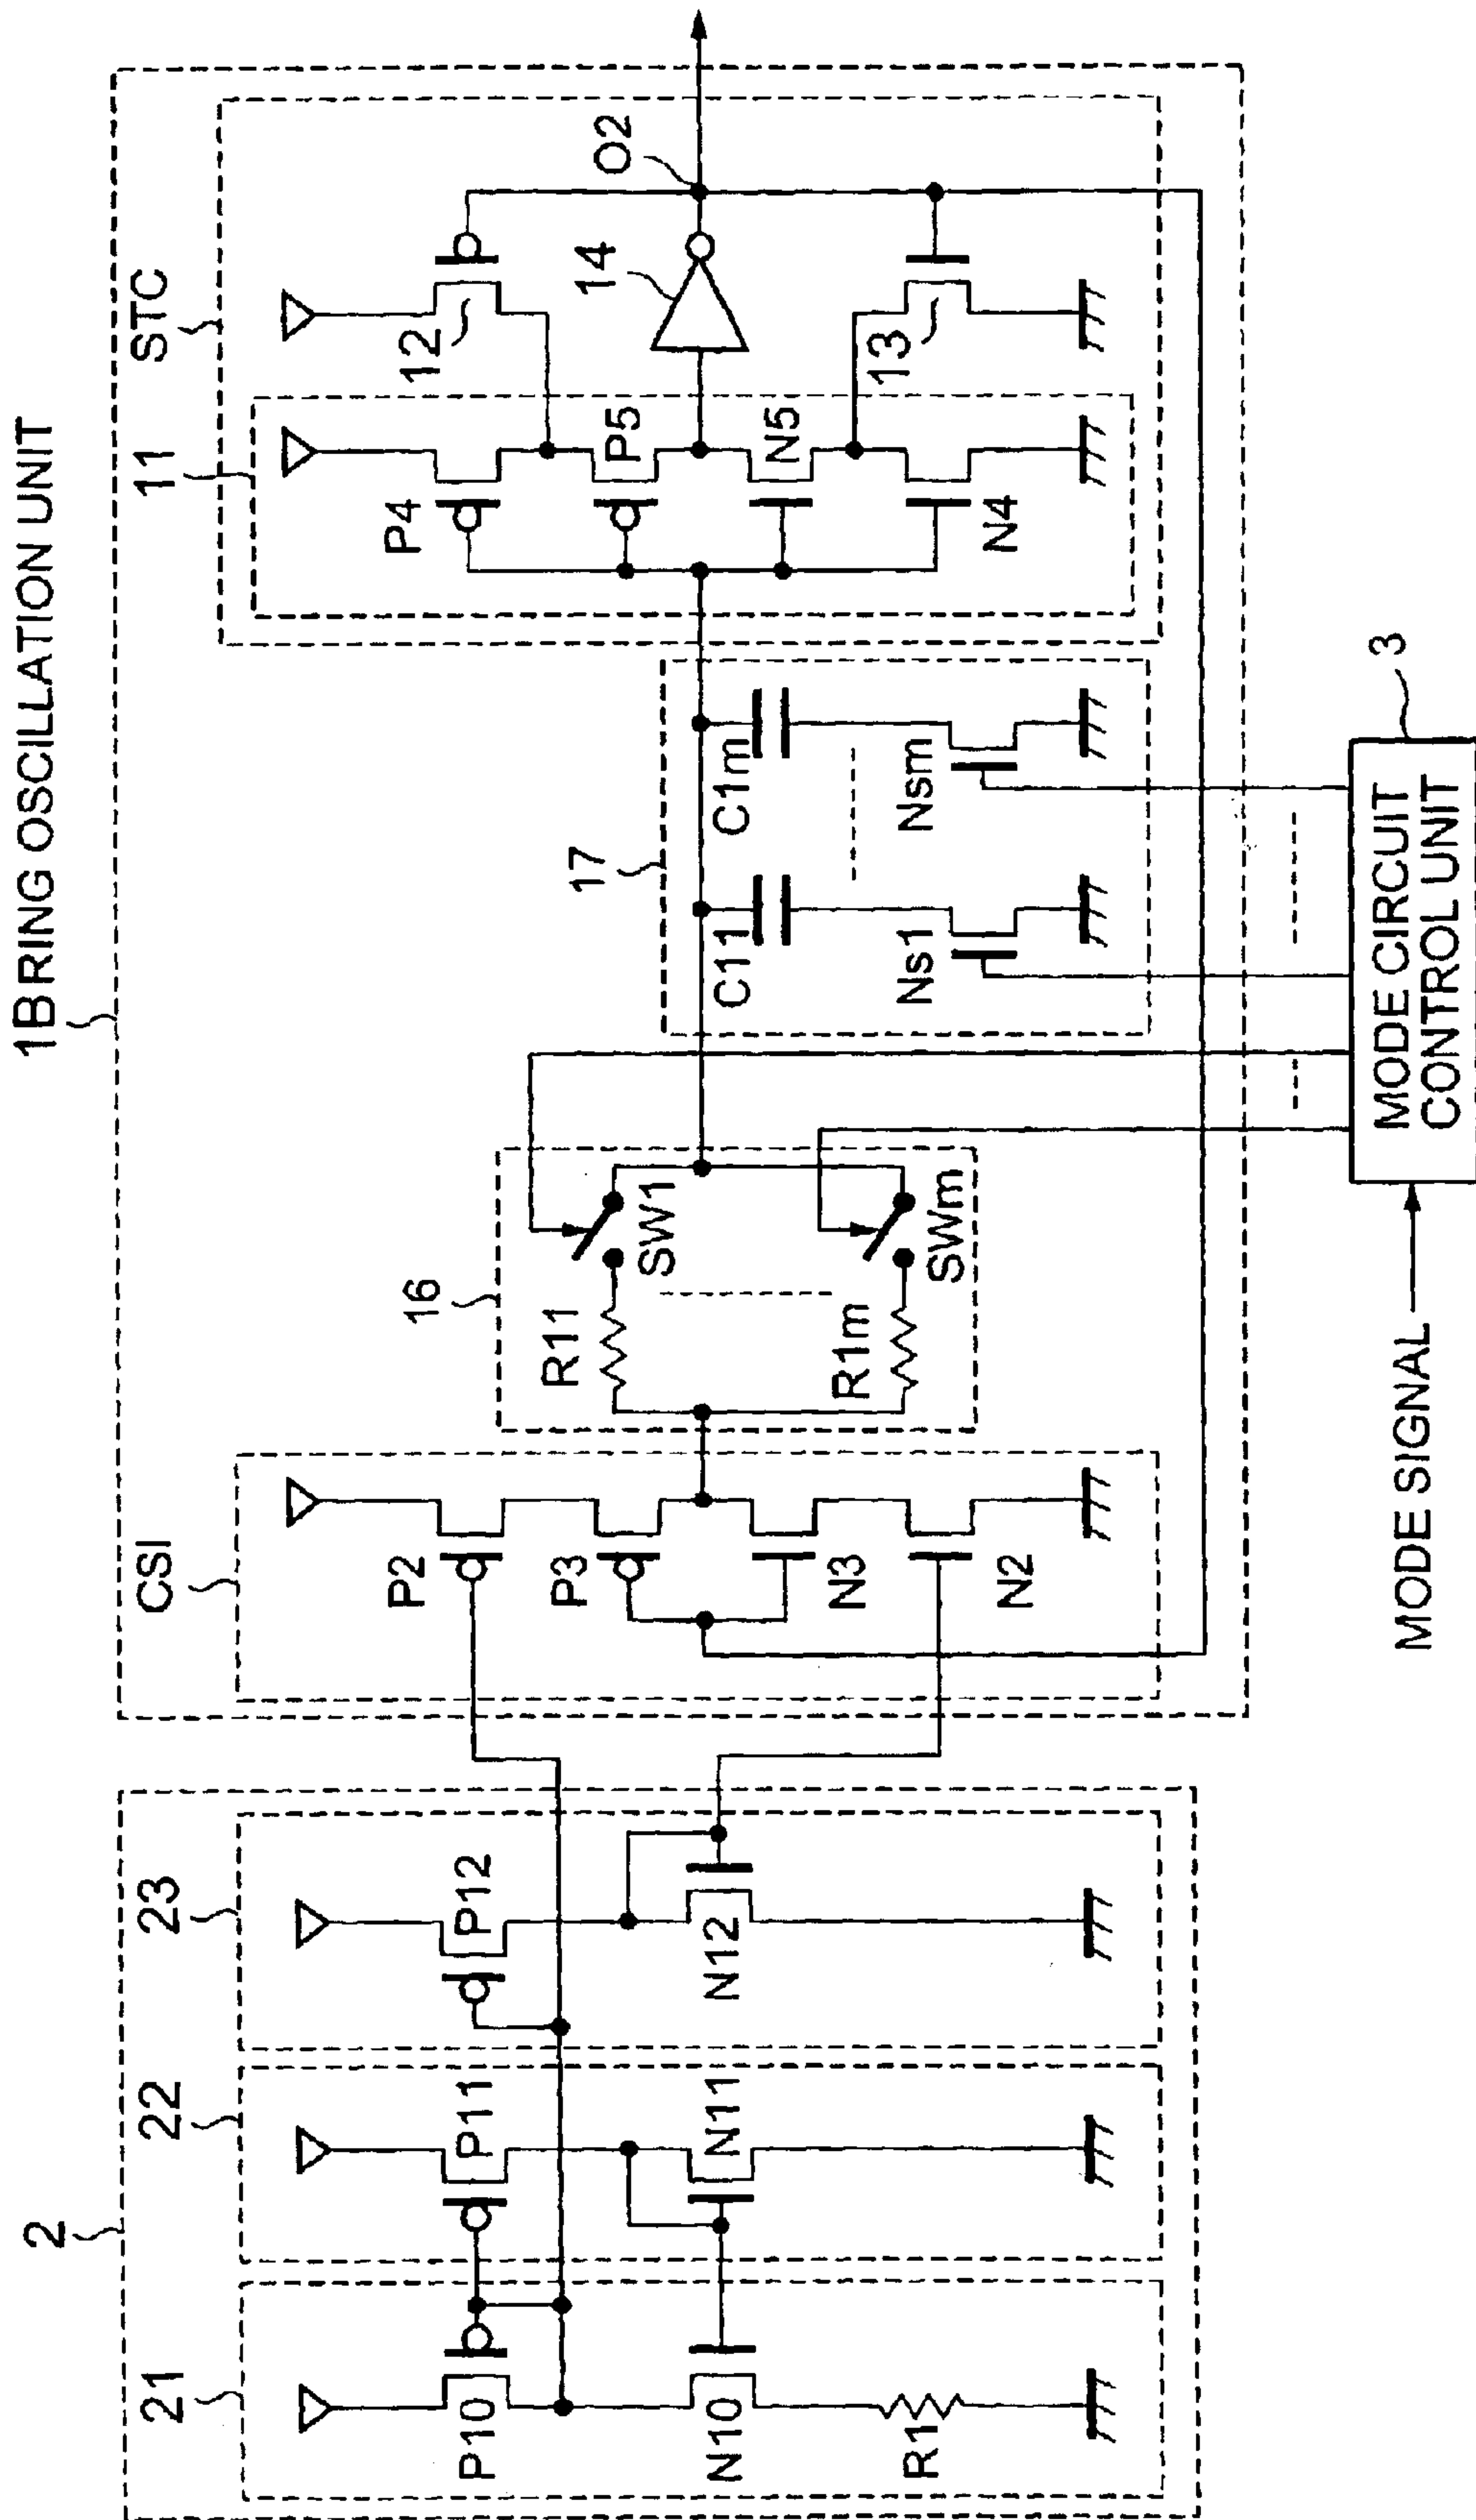 1B RING OSCILLATION UNIT
2
21
22
23
CSI
16
17
STC
11
P10
N10
R1
P11
N11
P12
N12
P2
P3
N3
N2
R11
SW1
R1m
SWm
C11
C1m
Ns1
Nsm
P4
P5
N5
N4
12
14
13
O2
3
MODE CIRCUIT
CONTROL UNIT
MODE SIGNAL